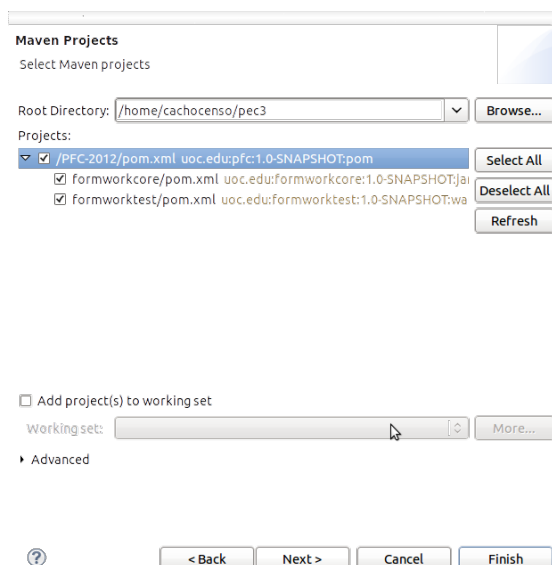 Maven Projects
Select Maven projects
Root Directory: /home/cachocenso/pec3 Browse...
Projects:
/PFC-2012/pom.xml uoc.edu:pfc:1.0-SNAPSHOT:pom Select All
formworkcore/pom.xml uoc.edu:formworkcore:1.0-SNAPSHOT:jar
formworktest/pom.xml uoc.edu:formworktest:1.0-SNAPSHOT:wa
Deselect All
Refresh
Add project(s) to working set
Working set: More...
Advanced
< Back Next > Cancel Finish